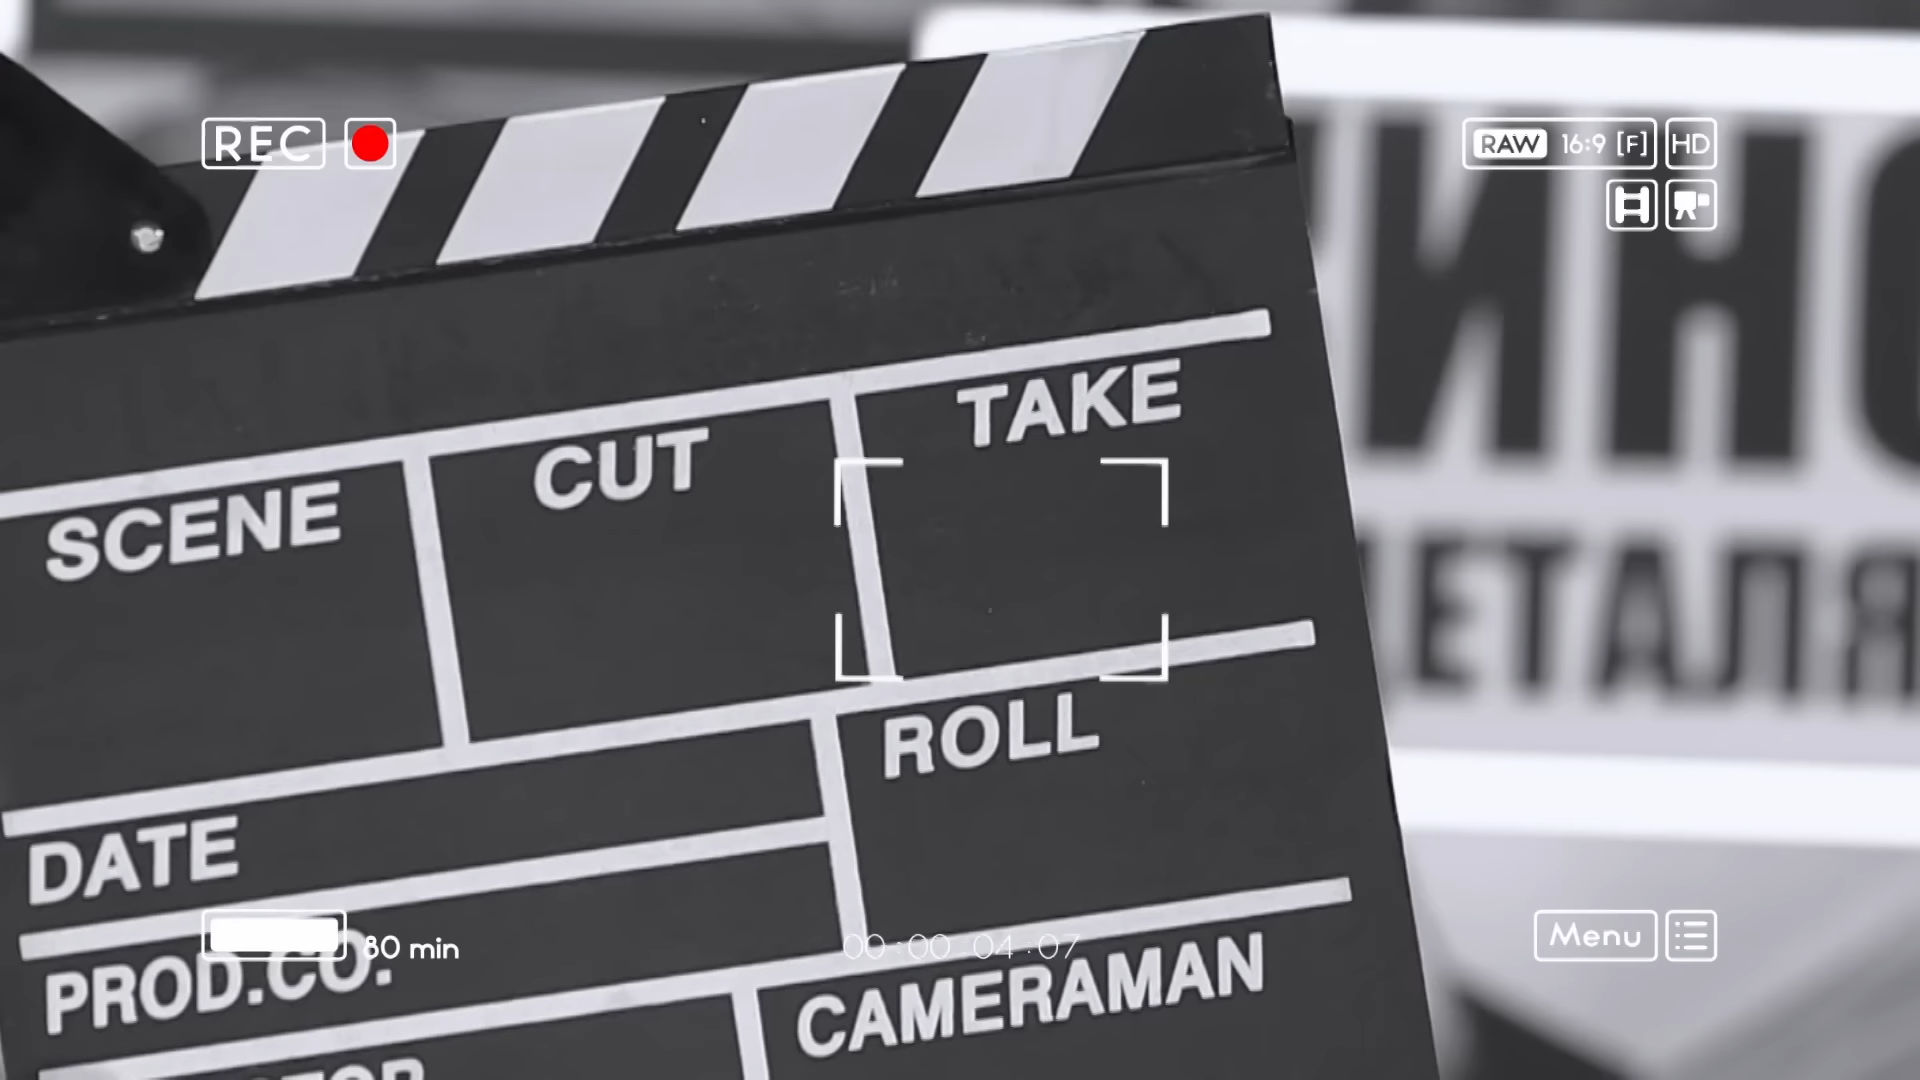 REC
RAW 16:9 [F] HD
TAKE
CUT
SCENE
ROLL
DATE
80 min
00:00:04:07
Menu
PROD.CO.
CAMERAMAN